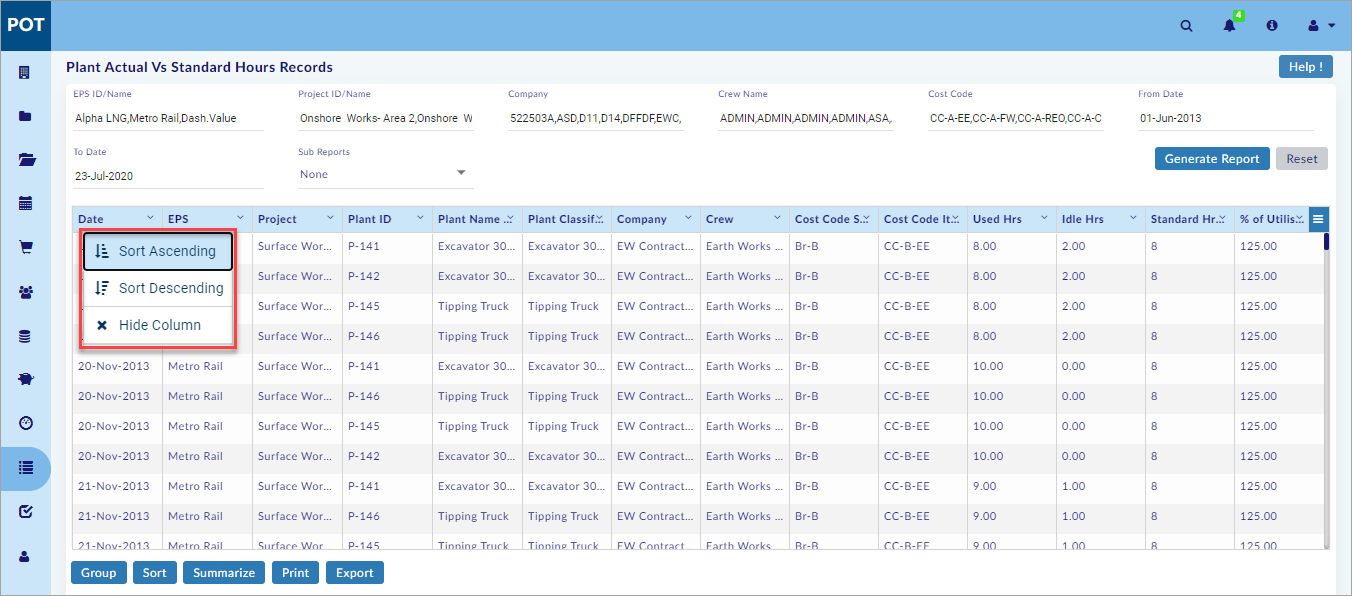 POT
4
Plant Actual Vs Standard Hours Records
Help !
EPS ID/Name Project ID/Name Company Crew Name Cost Code From Date
Alpha LNG,Metro Rail,Dash.Value Onshore Works- Area 2,Onshore W 522503A,ASD,D11,D14,DFFDF,EWC, ADMIN,ADMIN,ADMIN,ADMIN,ASA, CC-A-EE,CC-A-FW,CC-A-REO,CC-A-C 01-Jun-2013
To Date Sub Reports
23-Jul-2020 None
Generate Report Reset
Date EPS Project Plant ID Plant Name ... Plant Classif... Company Crew Cost Code S... Cost Code It... Used Hrs Idle Hrs Standard Hr... % of Utilis...
Sort Ascending Surface Wor... P-141 Excavator 30... Excavator 30... EW Contract... Earth Works ... Br-B CC-B-EE 8.00 2.00 8 125.00
Surface Wor... P-142 Excavator 30... Excavator 30... EW Contract... Earth Works ... Br-B CC-B-EE 8.00 2.00 8 125.00
Sort Descending Surface Wor... P-145 Tipping Truck Tipping Truck EW Contract... Earth Works ... Br-B CC-B-EE 8.00 2.00 8 125.00
Hide Column Surface Wor... P-146 Tipping Truck Tipping Truck EW Contract... Earth Works ... Br-B CC-B-EE 8.00 2.00 8 125.00
20-Nov-2013 Metro Rail Surface Wor... P-141 Excavator 30... Excavator 30... EW Contract... Earth Works ... Br-B CC-B-EE 10.00 0.00 8 125.00
20-Nov-2013 Metro Rail Surface Wor... P-146 Tipping Truck Tipping Truck EW Contract... Earth Works ... Br-B CC-B-EE 10.00 0.00 8 125.00
20-Nov-2013 Metro Rail Surface Wor... P-145 Tipping Truck Tipping Truck EW Contract... Earth Works ... Br-B CC-B-EE 10.00 0.00 8 125.00
20-Nov-2013 Metro Rail Surface Wor... P-142 Excavator 30... Excavator 30... EW Contract... Earth Works ... Br-B CC-B-EE 10.00 0.00 8 125.00
21-Nov-2013 Metro Rail Surface Wor... P-141 Excavator 30... Excavator 30... EW Contract... Earth Works ... Br-B CC-B-EE 9.00 1.00 8 125.00
21-Nov-2013 Metro Rail Surface Wor... P-146 Tipping Truck Tipping Truck EW Contract... Earth Works ... Br-B CC-B-EE 9.00 1.00 8 125.00
21-Nov-2013 Metro Rail Surface Wor... P-145 Tipping Truck Tipping Truck EW Contract... Earth Works ... Br-B CC-B-EE 9.00 1.00 8 125.00
Group Sort Summarize Print Export